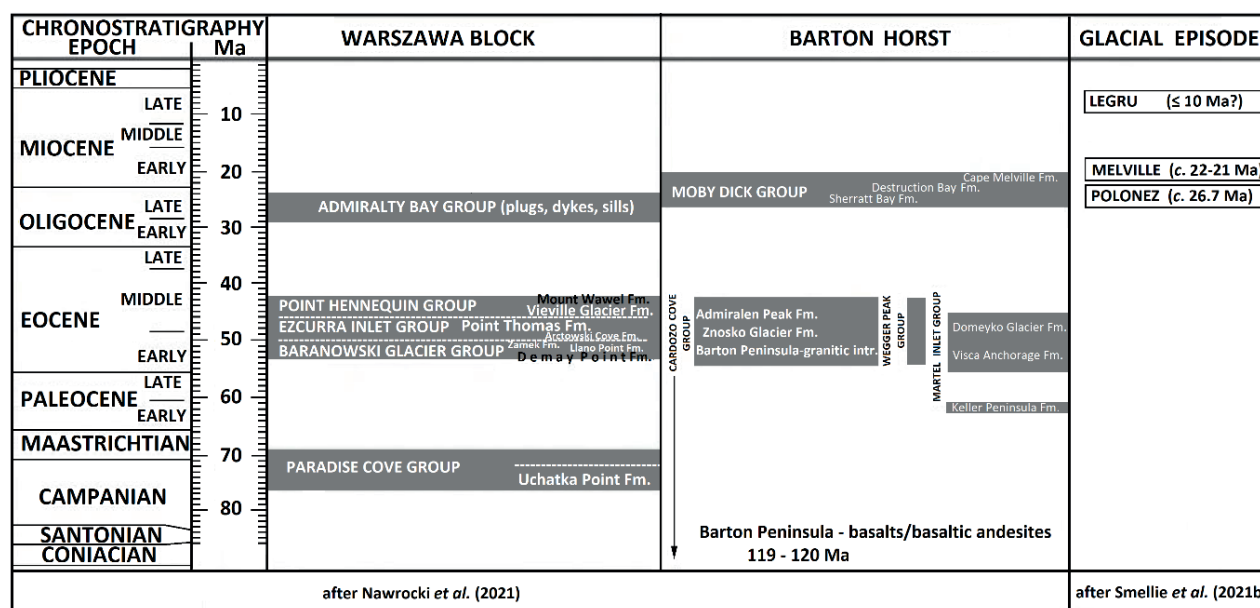 CHRONOSTRATIGRAPHY
EPOCH Ma
WARSZAWA BLOCK
BARTON HORST
GLACIAL EPISODE
PLIOCENE
LATE
MIDDLE
MIOCENE
EARLY
LATE
OLIGOCENE
EARLY
LATE
MIDDLE
EOCENE
EARLY
LATE
PALEOCENE
EARLY
MAASTRICHTIAN
CAMPANIAN
SANTONIAN
CONIACIAN
10
20
30
40
50
60
70
80
ADMIRALTY BAY GROUP (plugs, dykes, sills)
POINT HENNEQUIN GROUP
Mount Wawel Fm.
Vieville Glacier Fm.
EZCURRA INLET GROUP Point Thomas Fm.
Arctowski Cove Fm.
BARANOWSKI GLACIER GROUP
Zamek Fm.
Llano Point Fm.
Demay Point Fm.
PARADISE COVE GROUP
Uchatka Point Fm.
MOBY DICK GROUP
Cape Melville Fm.
Destruction Bay Fm.
Sherratt Bay Fm.
CARDOZO COVE
GROUP
Admiralen Peak Fm.
Znosko Glacier Fm.
Barton Peninsula-granitic intr.
WEGGER PEAK
GROUP
MARTEL INLET GROUP
Domeyko Glacier Fm.
Visca Anchorage Fm.
Keller Peninsula Fm.
Barton Peninsula - basalts/basaltic andesites
119 - 120 Ma
LEGRU (≤ 10 Ma?)
MELVILLE (c. 22-21 Ma)
POLONEZ (c. 26.7 Ma)
after Nawrocki et al. (2021)
after Smellie et al. (2021b